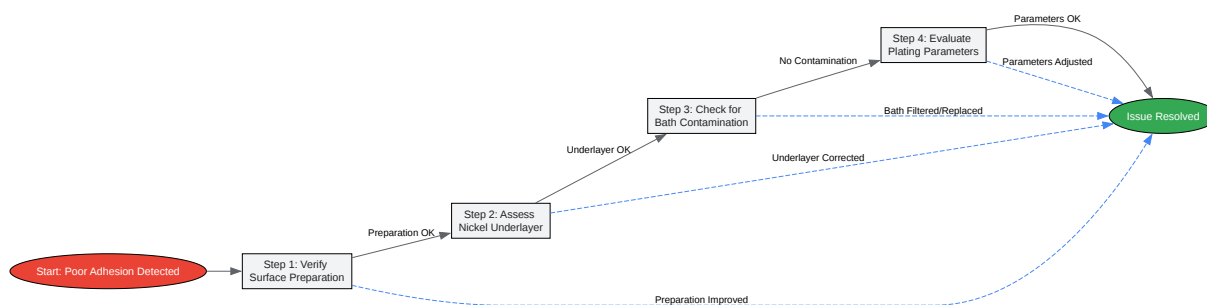 Start: Poor Adhesion Detected
Step 1: Verify
Surface Preparation
Preparation OK
Preparation Improved
Step 2: Assess
Nickel Underlayer
Underlayer OK
Underlayer Corrected
Step 3: Check for
Bath Contamination
No Contamination
Bath Filtered/Replaced
Step 4: Evaluate
Plating Parameters
Parameters OK
Parameters Adjusted
Issue Resolved